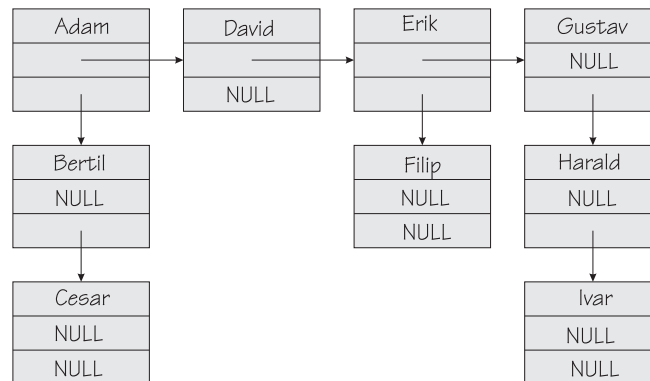 Adam
David
Erik
Gustav
NULL
NULL
Bertil
Filip
Harald
NULL
NULL
NULL
NULL
Cesar
Ivar
NULL
NULL
NULL
NULL